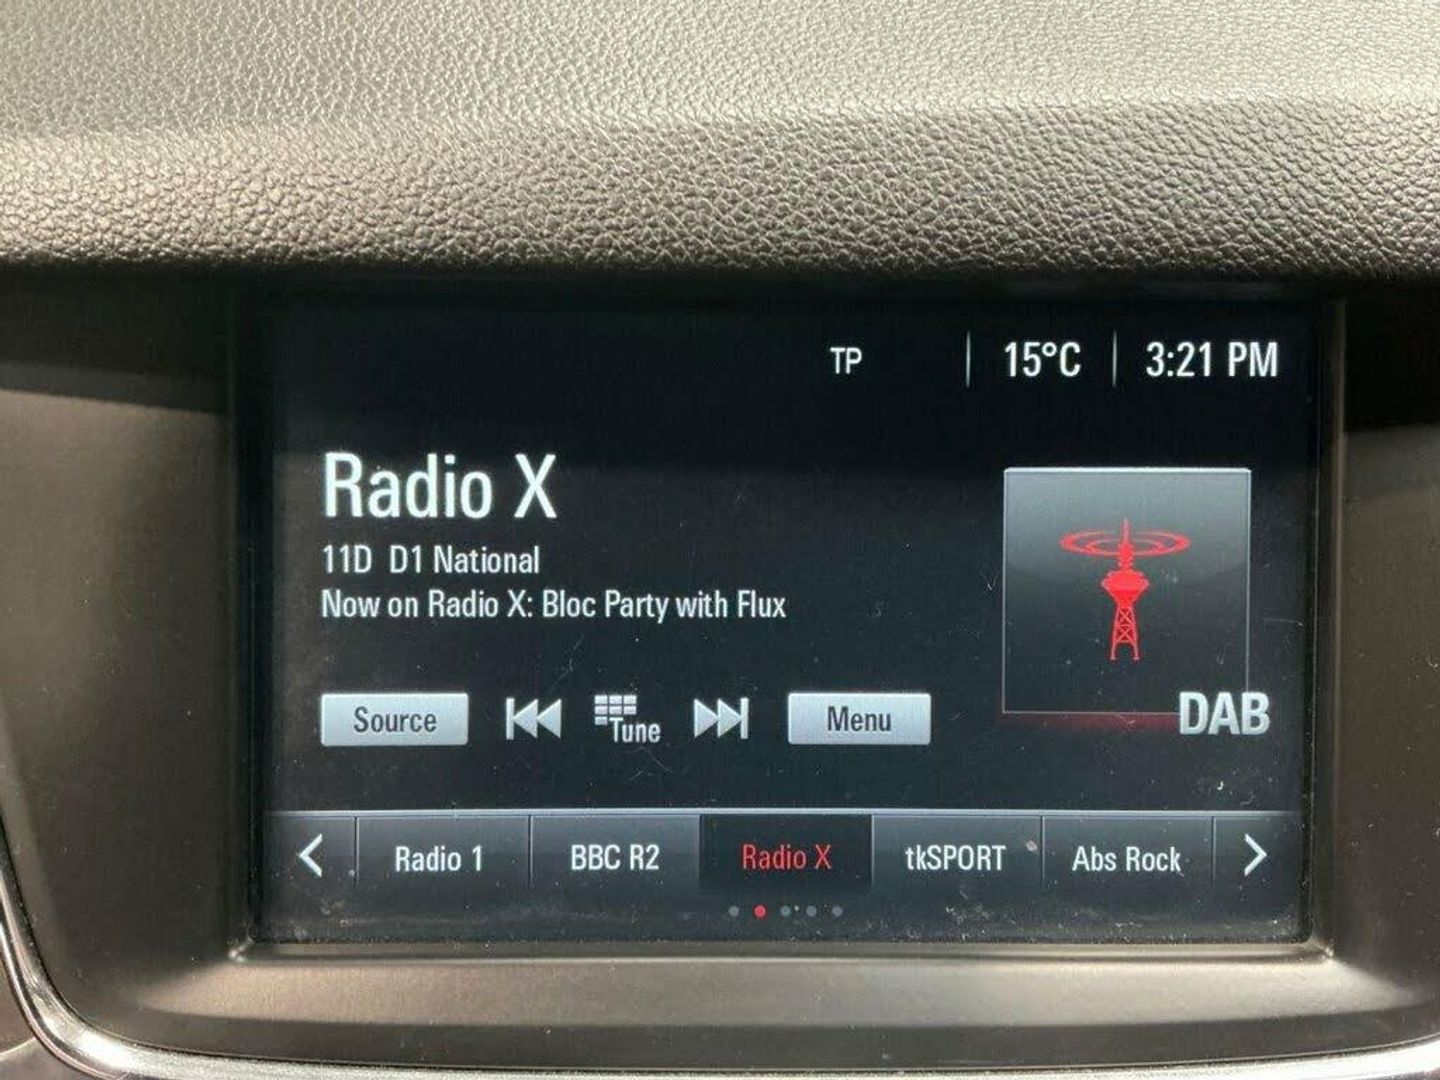 TP 15°C 3:21 PM
Radio X
11D D1 National
Now on Radio X: Bloc Party with Flux
Source Tune Menu
DAB
Radio 1 BBC R2 Radio X tkSPORT Abs Rock